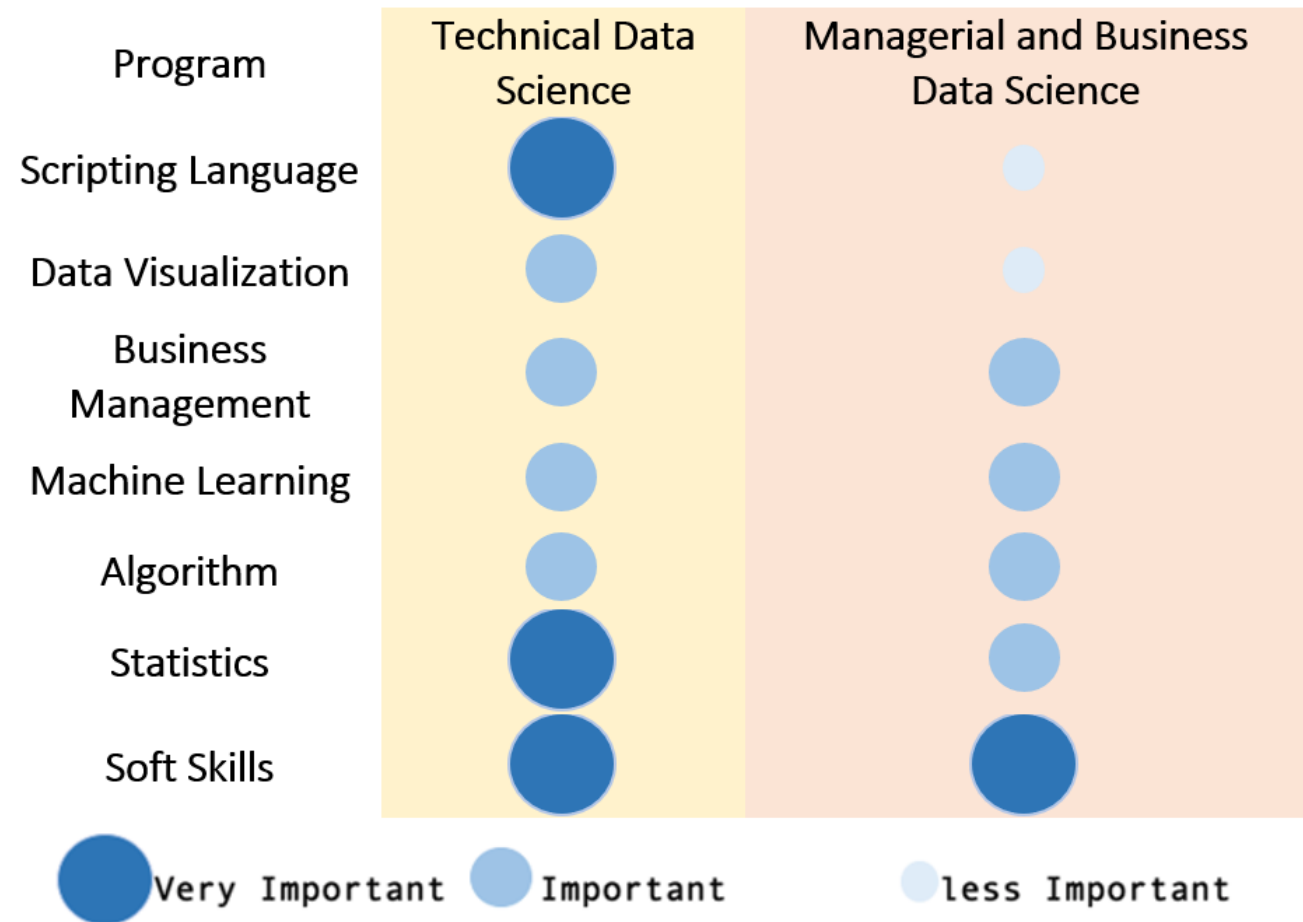 Program
Technical Data
Science
Managerial and Business
Data Science
Scripting Language
Data Visualization
Business
Management
Machine Learning
Algorithm
Statistics
Soft Skills
Very Important
Important
less Important